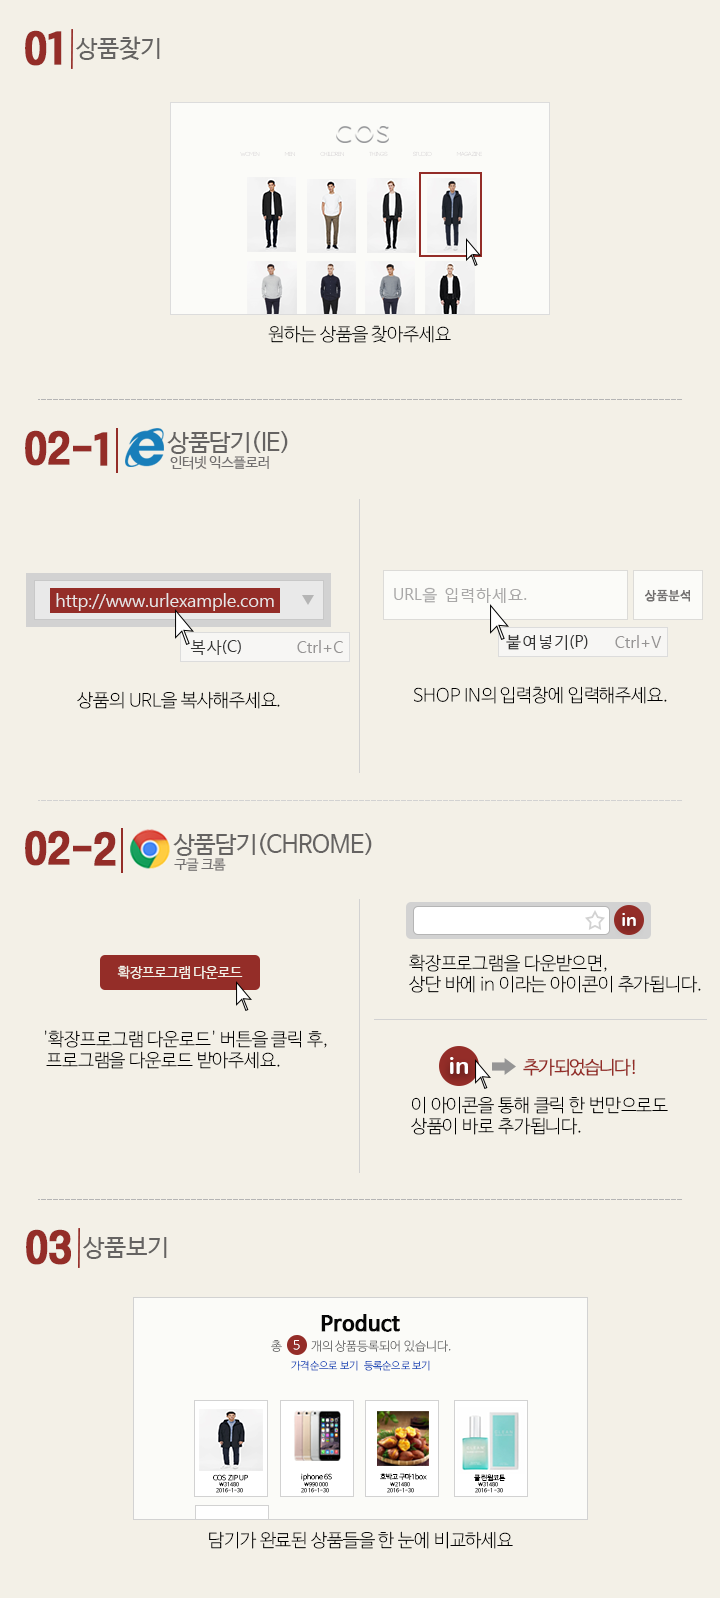 01 상품찾기
COS
WOMEN MEN CHILDREN THINGS STUDIO MAGAZINE
원하는 상품을 찾아주세요
02-1 상품담기(IE)
인터넷 익스플로러
http://www.urlexample.com
복사(C) Ctrl+C
상품의 URL을 복사해주세요.
URL을 입력하세요. 상품분석
붙여넣기(P) Ctrl+V
SHOP IN의 입력창에 입력해주세요.
02-2 상품담기(CHROME)
구글 크롬
확장프로그램 다운로드
'확장프로그램 다운로드' 버튼을 클릭 후,
프로그램을 다운로드 받아주세요.
in
확장프로그램을 다운받으면,
상단 바에 in 이라는 아이콘이 추가됩니다.
in 추가되었습니다!
이 아이콘을 통해 클릭 한 번만으로도
상품이 바로 추가됩니다.
03 상품보기
Product
총 5 개의 상품등록되어 있습니다.
가격순으로 보기 등록순으로 보기
COS ZIP UP
₩31480
2016-1-30
iphone 6S
₩990000
2016-1-30
호박고구마 1box
₩21480
2016-1-30
클린 웜코튼
₩31480
2016-1-30
담기가 완료된 상품들을 한 눈에 비교하세요